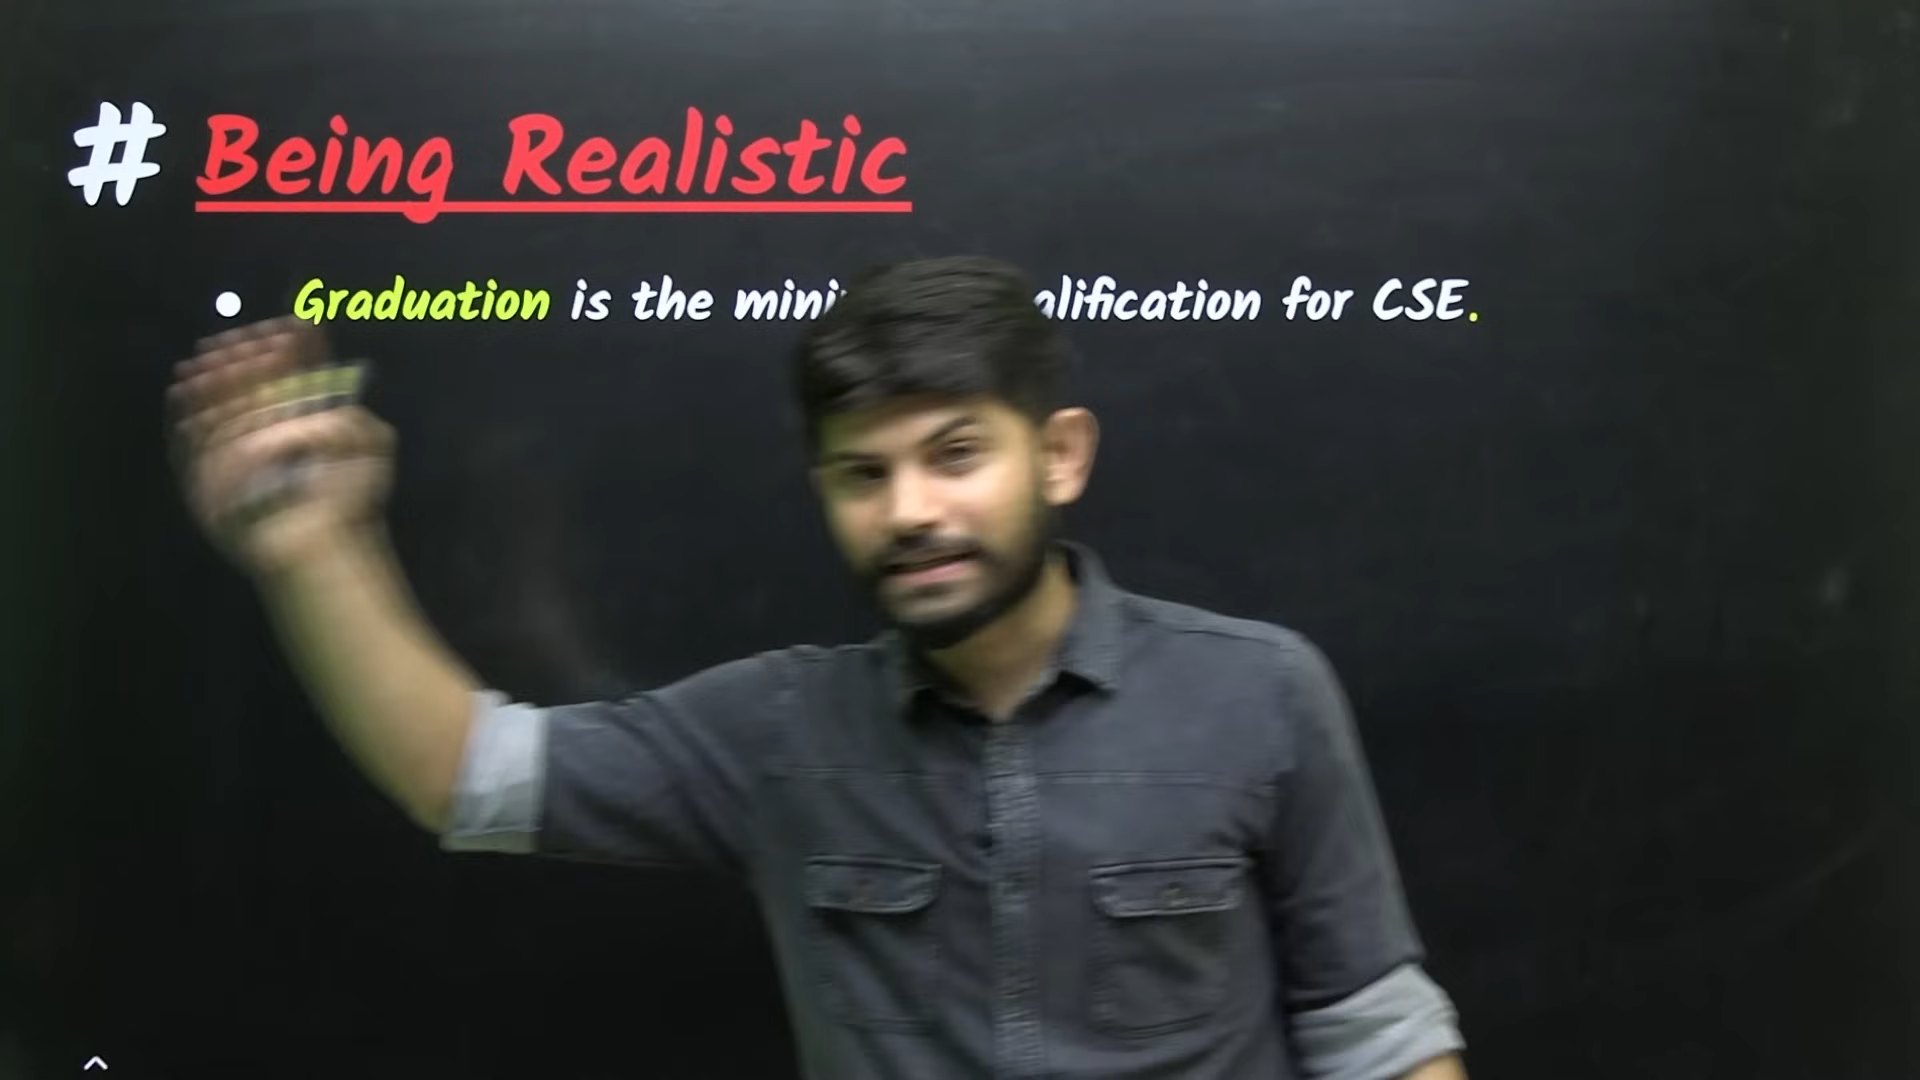 # Being Realistic
• Graduation is the for CSE.